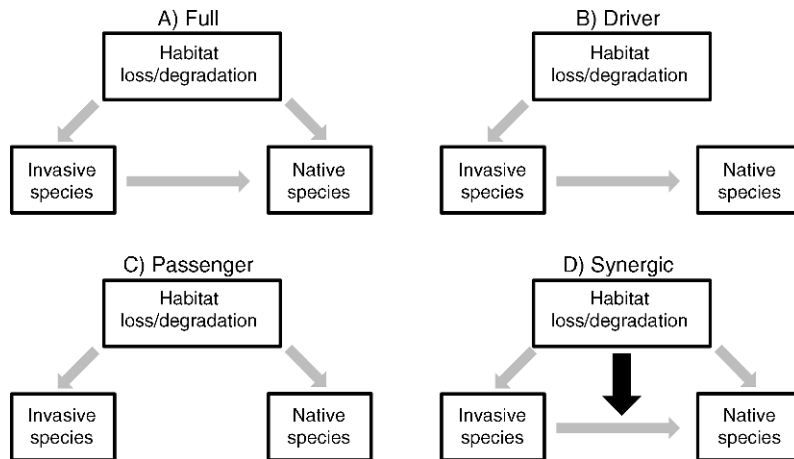 A) Full
Habitat
loss/degradation
Invasive
species
Native
species
B) Driver
Habitat
loss/degradation
Invasive
species
Native
species
C) Passenger
Habitat
loss/degradation
Invasive
species
Native
species
D) Synergic
Habitat
loss/degradation
Invasive
species
Native
species